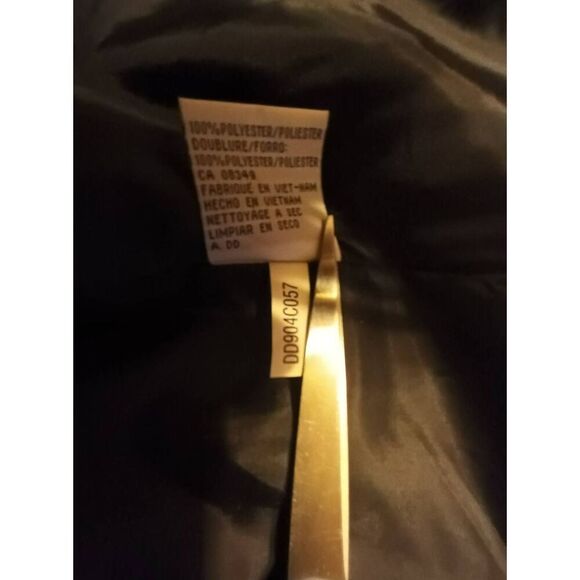 100%POLYESTER/POLIESTER
DOUBLURE/FORRO:
100%POLYESTER/POLIESTER
CA 08349
FABRIQUE EN VIET-NAM
HECHO EN VIETNAM
NETTOYAGE A SEC
LIMPIAR EN SECO
A. DD
DD904C057